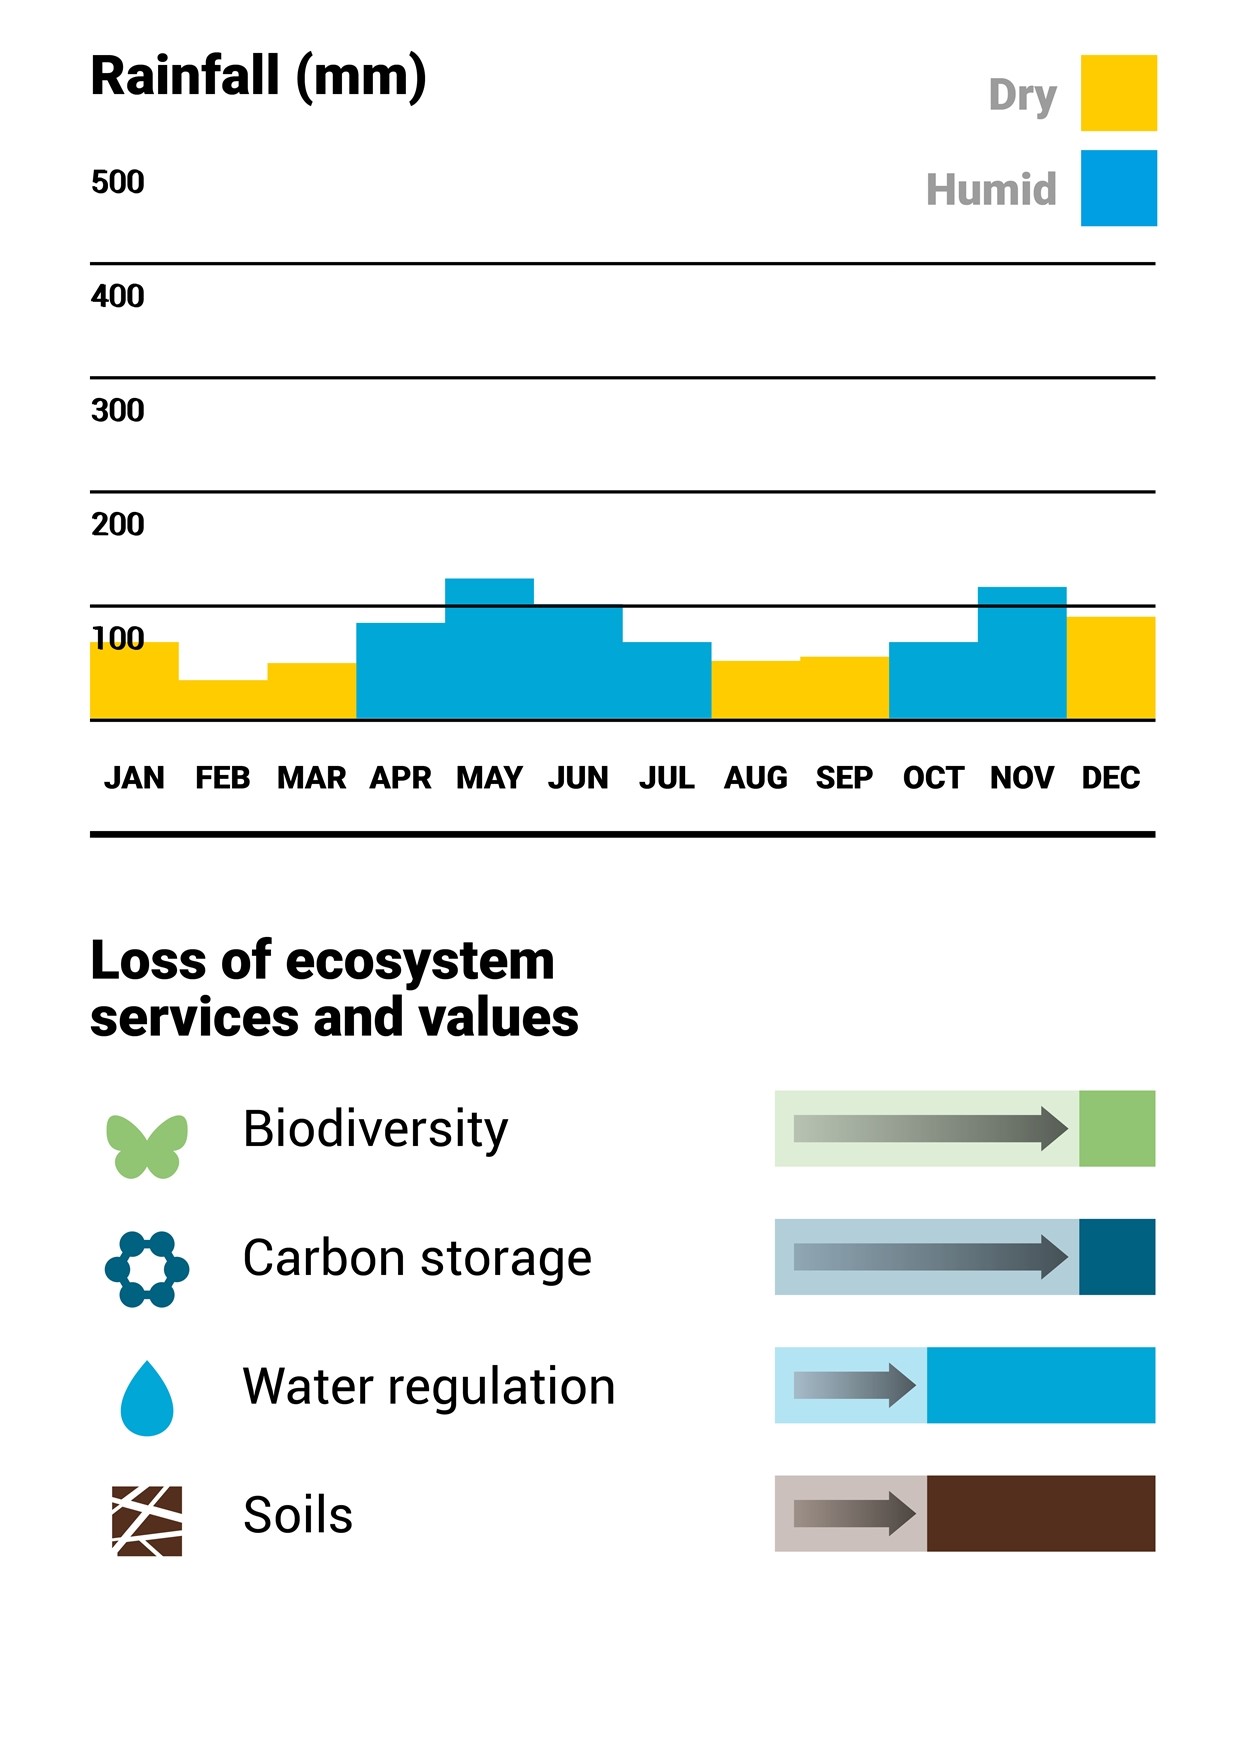 Rainfall (mm)
Dry
Humid
500
400
300
200
100
JAN FEB MAR APR MAY JUN JUL AUG SEP OCT NOV DEC
Loss of ecosystem
services and values
Biodiversity
Carbon storage
Water regulation
Soils